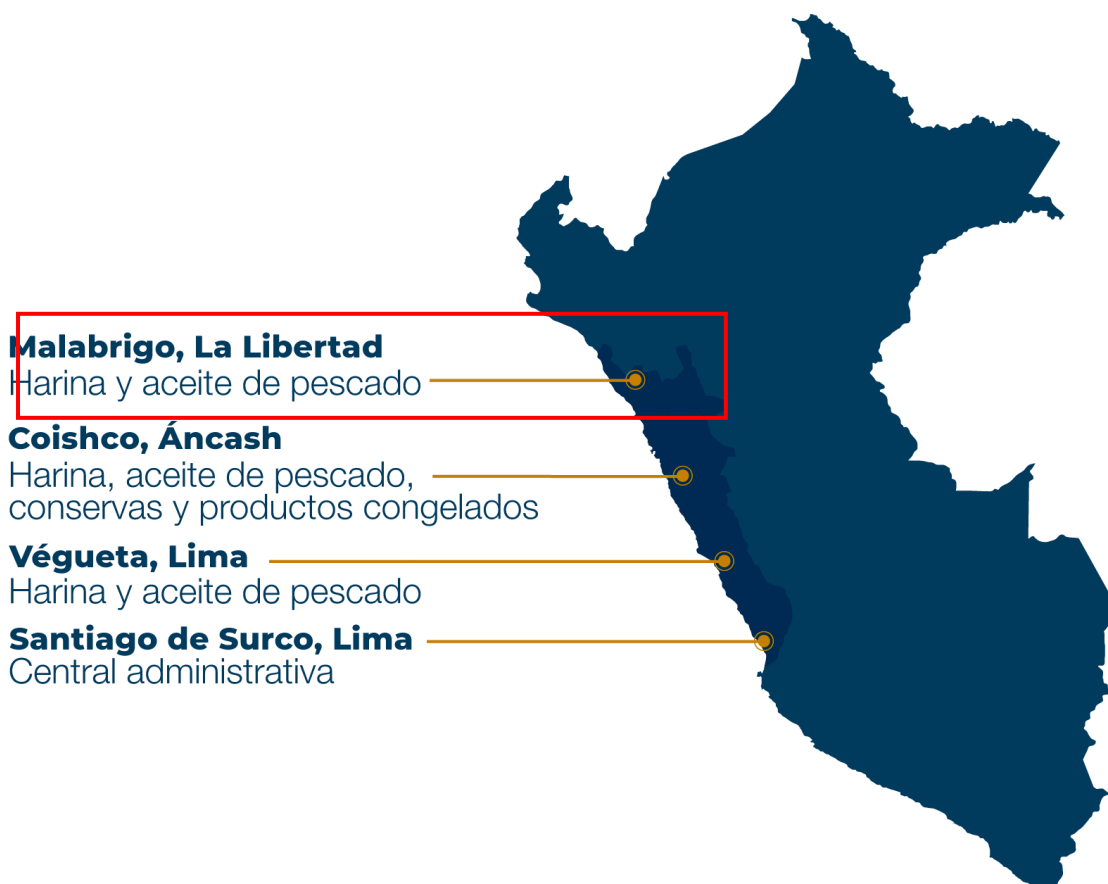 Malabrigo, La Libertad
Harina y aceite de pescado
Coishco, Áncash
Harina, aceite de pescado,
conservas y productos congelados
Végueta, Lima
Harina y aceite de pescado
Santiago de Surco, Lima
Central administrativa